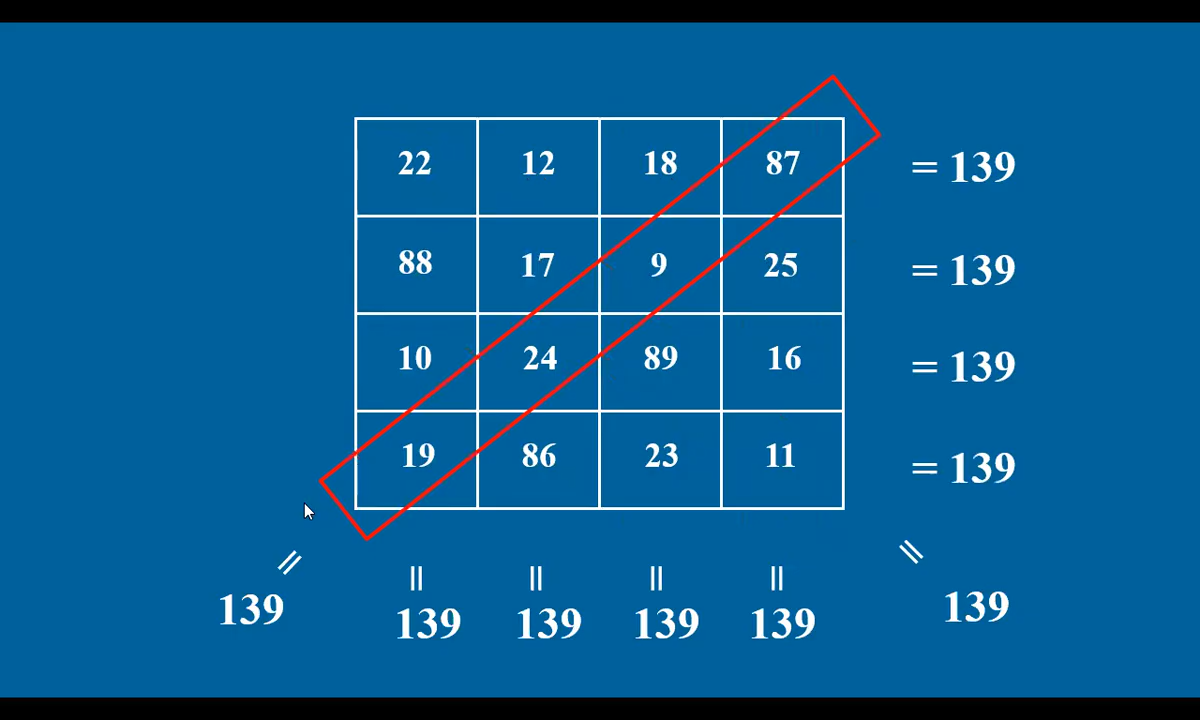 22 12 18 87 = 139
88 17 9 25 = 139
10 24 89 16 = 139
19 86 23 11 = 139
= = = = = =
139 139 139 139 139 139